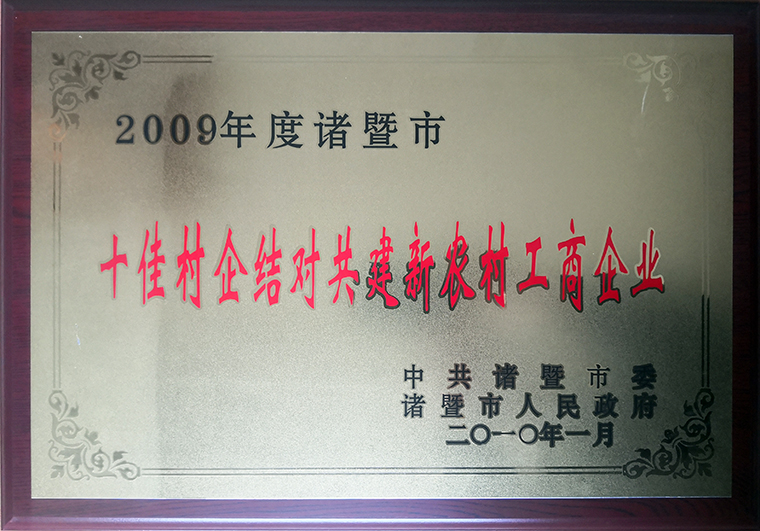 2009年度诸暨市
十佳村企结对共建新农村工商企业
中共诸暨市委
诸暨市人民政府
二〇一〇年一月